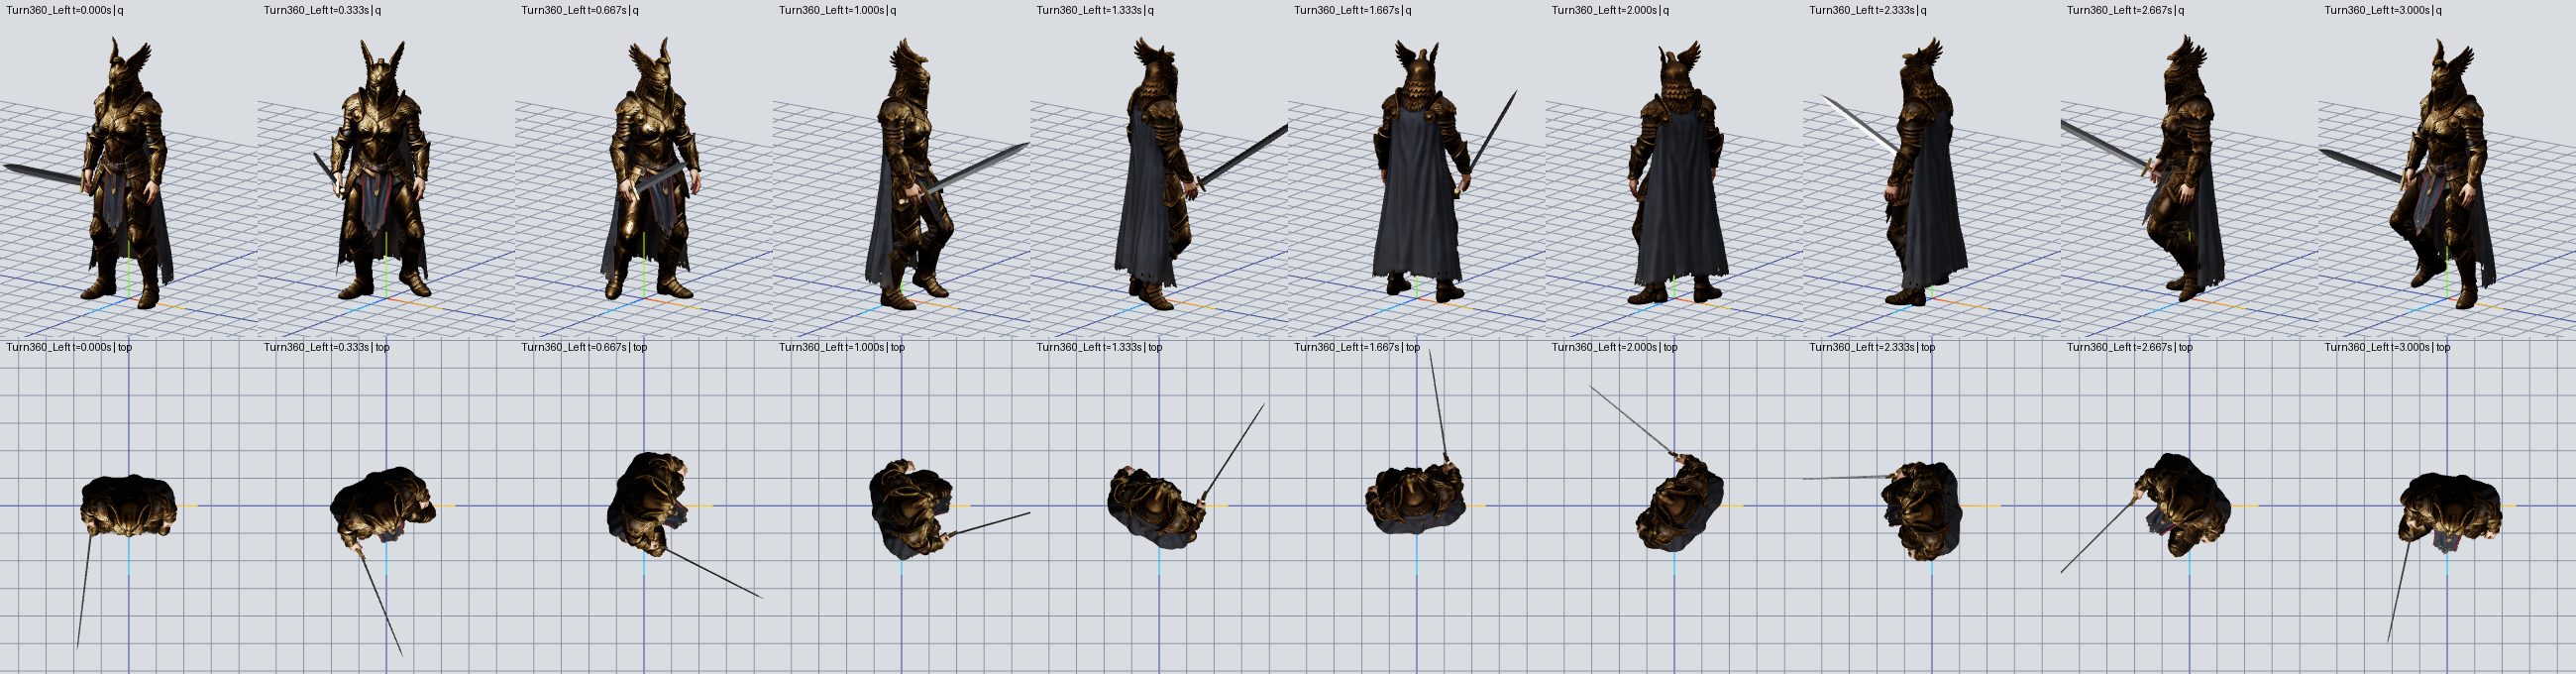 Turn360_Left t=0.000s | q
Turn360_Left t=0.333s | q
Turn360_Left t=0.667s | q
Turn360_Left t=1.000s | q
Turn360_Left t=1.333s | q
Turn360_Left t=1.667s | q
Turn360_Left t=2.000s | q
Turn360_Left t=2.333s | q
Turn360_Left t=2.667s | q
Turn360_Left t=3.000s | q
Turn360_Left t=0.000s | top
Turn360_Left t=0.333s | top
Turn360_Left t=0.667s | top
Turn360_Left t=1.000s | top
Turn360_Left t=1.333s | top
Turn360_Left t=1.667s | top
Turn360_Left t=2.000s | top
Turn360_Left t=2.333s | top
Turn360_Left t=2.667s | top
Turn360_Left t=3.000s | top